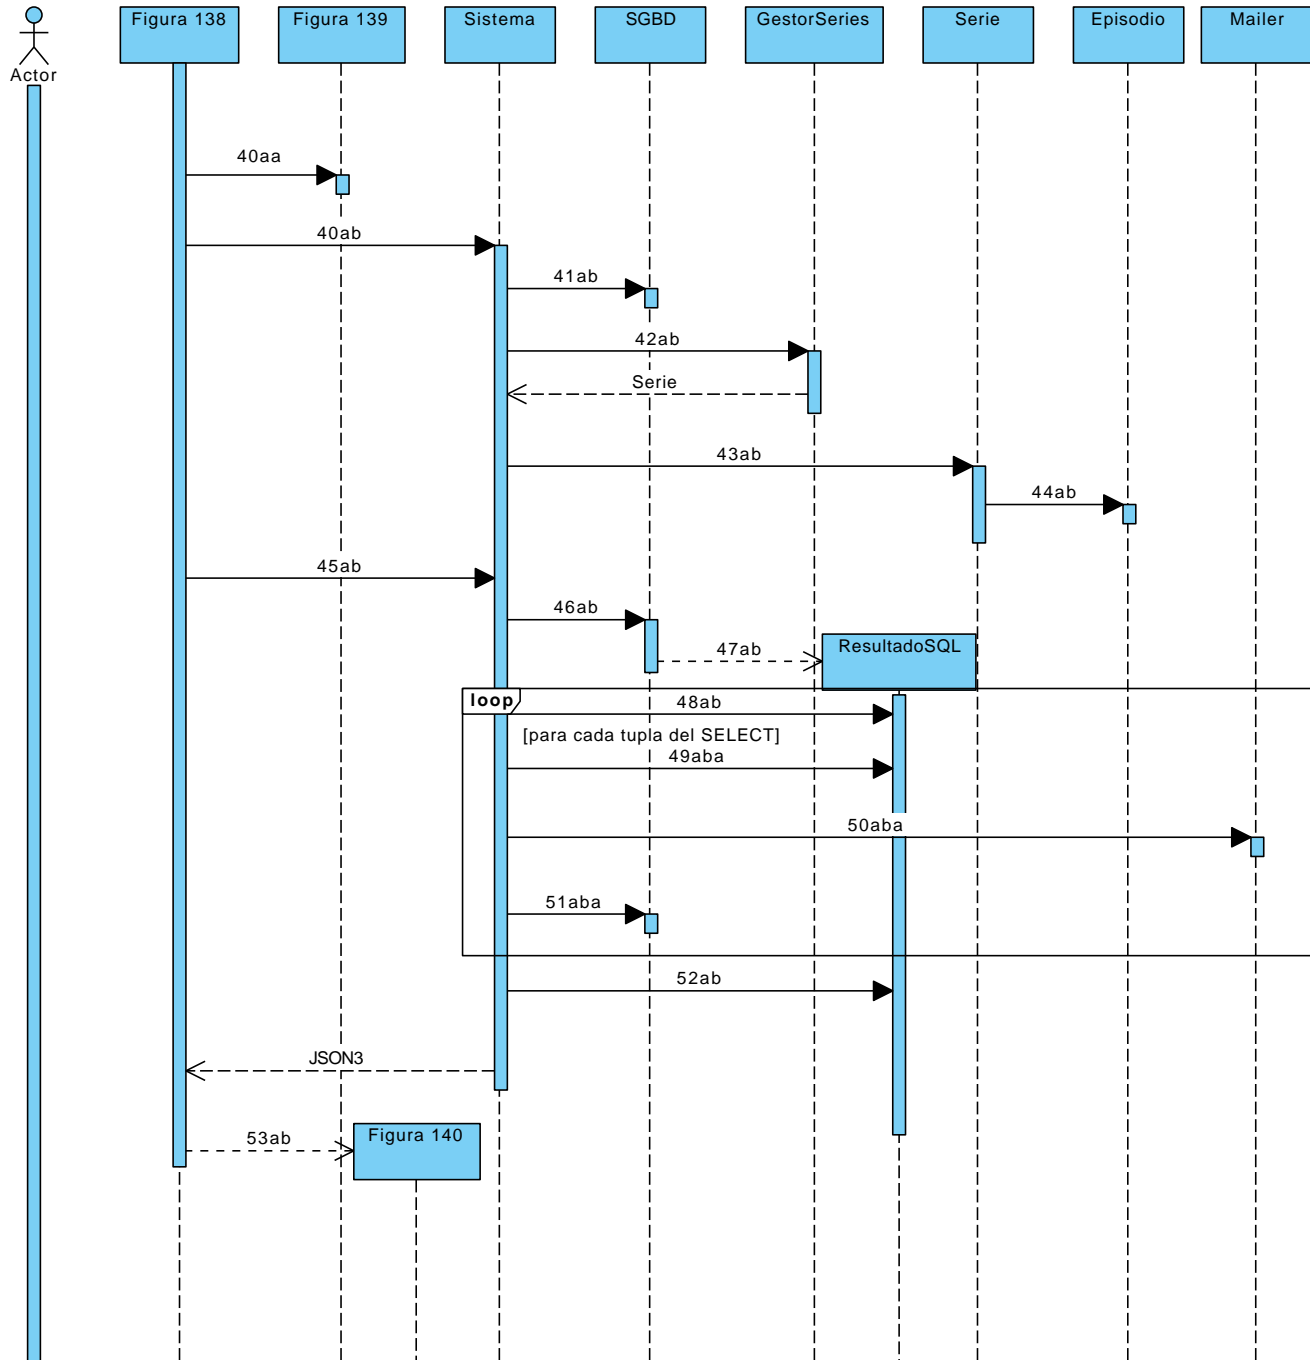 Figura 138
Figura 139
Sistema
SGBD
GestorSeries
Serie
Episodio
Mailer
Actor
40aa
40ab
41ab
42ab
Serie
43ab
44ab
45ab
46ab
47ab
ResultadoSQL
loop
48ab
[para cada tupla del SELECT]
49aba
50aba
51aba
52ab
JSON3
53ab
Figura 140